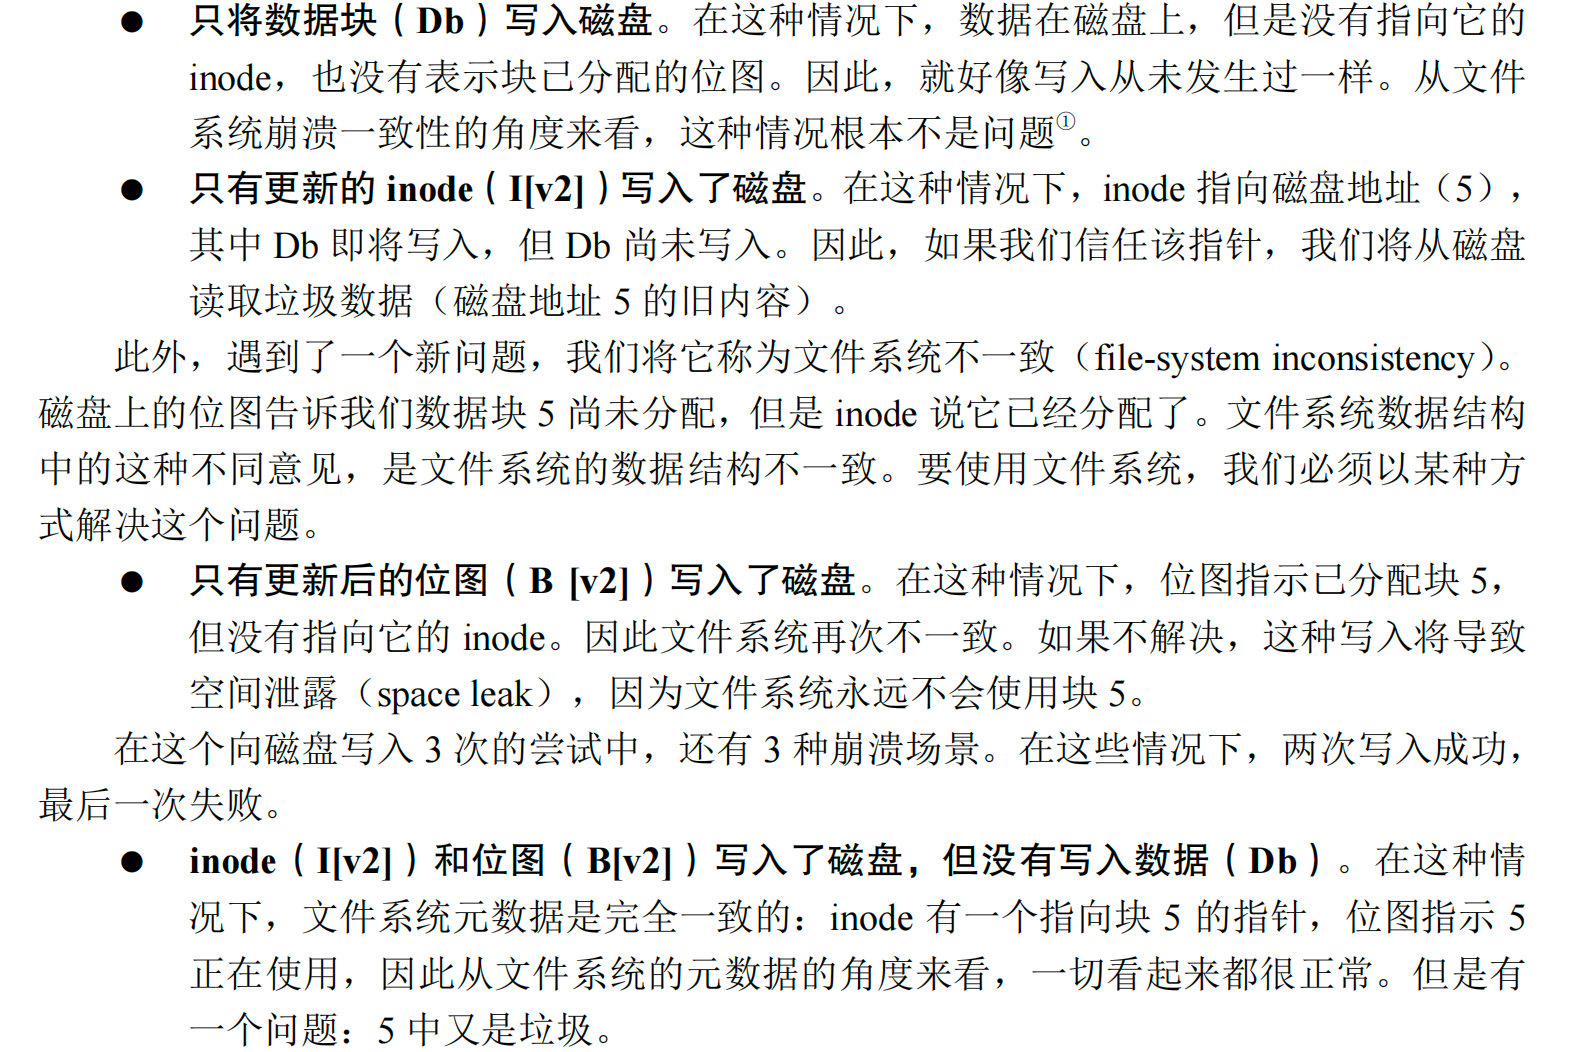 ● 只将数据块（Db）写入磁盘。在这种情况下，数据在磁盘上，但是没有指向它的
inode，也没有表示块已分配的位图。因此，就好像写入从未发生过一样。从文件
系统崩溃一致性的角度来看，这种情况根本不是问题①。
● 只有更新的 inode（I[v2]）写入了磁盘。在这种情况下，inode 指向磁盘地址（5），
其中 Db 即将写入，但 Db 尚未写入。因此，如果我们信任该指针，我们将从磁盘
读取垃圾数据（磁盘地址 5 的旧内容）。
此外，遇到了一个新问题，我们将它称为文件系统不一致（file-system inconsistency）。
磁盘上的位图告诉我们数据块 5 尚未分配，但是 inode 说它已经分配了。文件系统数据结构
中的这种不同意见，是文件系统的数据结构不一致。要使用文件系统，我们必须以某种方
式解决这个问题。
● 只有更新后的位图（B [v2]）写入了磁盘。在这种情况下，位图指示已分配块 5，
但没有指向它的 inode。因此文件系统再次不一致。如果不解决，这种写入将导致
空间泄露（space leak），因为文件系统永远不会使用块 5。
在这个向磁盘写入 3 次的尝试中，还有 3 种崩溃场景。在这些情况下，两次写入成功，
最后一次失败。
● inode（I[v2]）和位图（B[v2]）写入了磁盘，但没有写入数据（Db）。在这种情
况下，文件系统元数据是完全一致的：inode 有一个指向块 5 的指针，位图指示 5
正在使用，因此从文件系统的元数据的角度来看，一切看起来都很正常。但是有
一个问题：5 中又是垃圾。